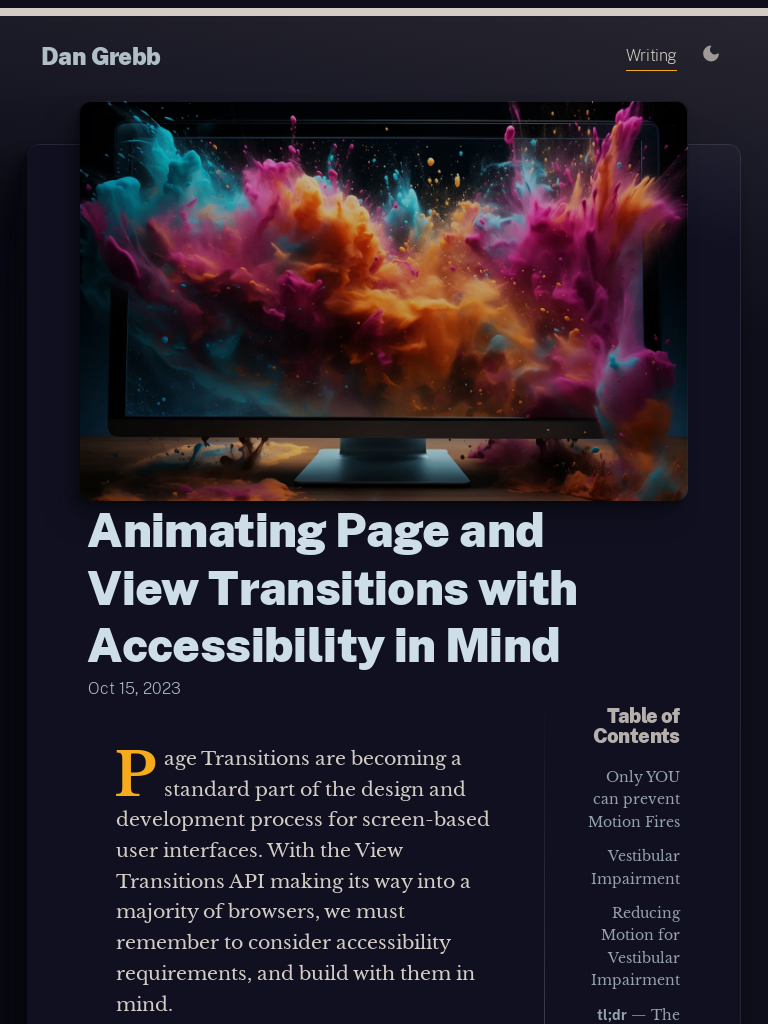 Dan Grebb
Writing
Animating Page and
View Transitions with
Accessibility in Mind
Oct 15, 2023
Page Transitions are becoming a
standard part of the design and
development process for screen-based
user interfaces. With the View
Transitions API making its way into a
majority of browsers, we must
remember to consider accessibility
requirements, and build with them in
mind.
Table of
Contents
Only YOU
can prevent
Motion Fires
Vestibular
Impairment
Reducing
Motion for
Vestibular
Impairment
tl;dr — The